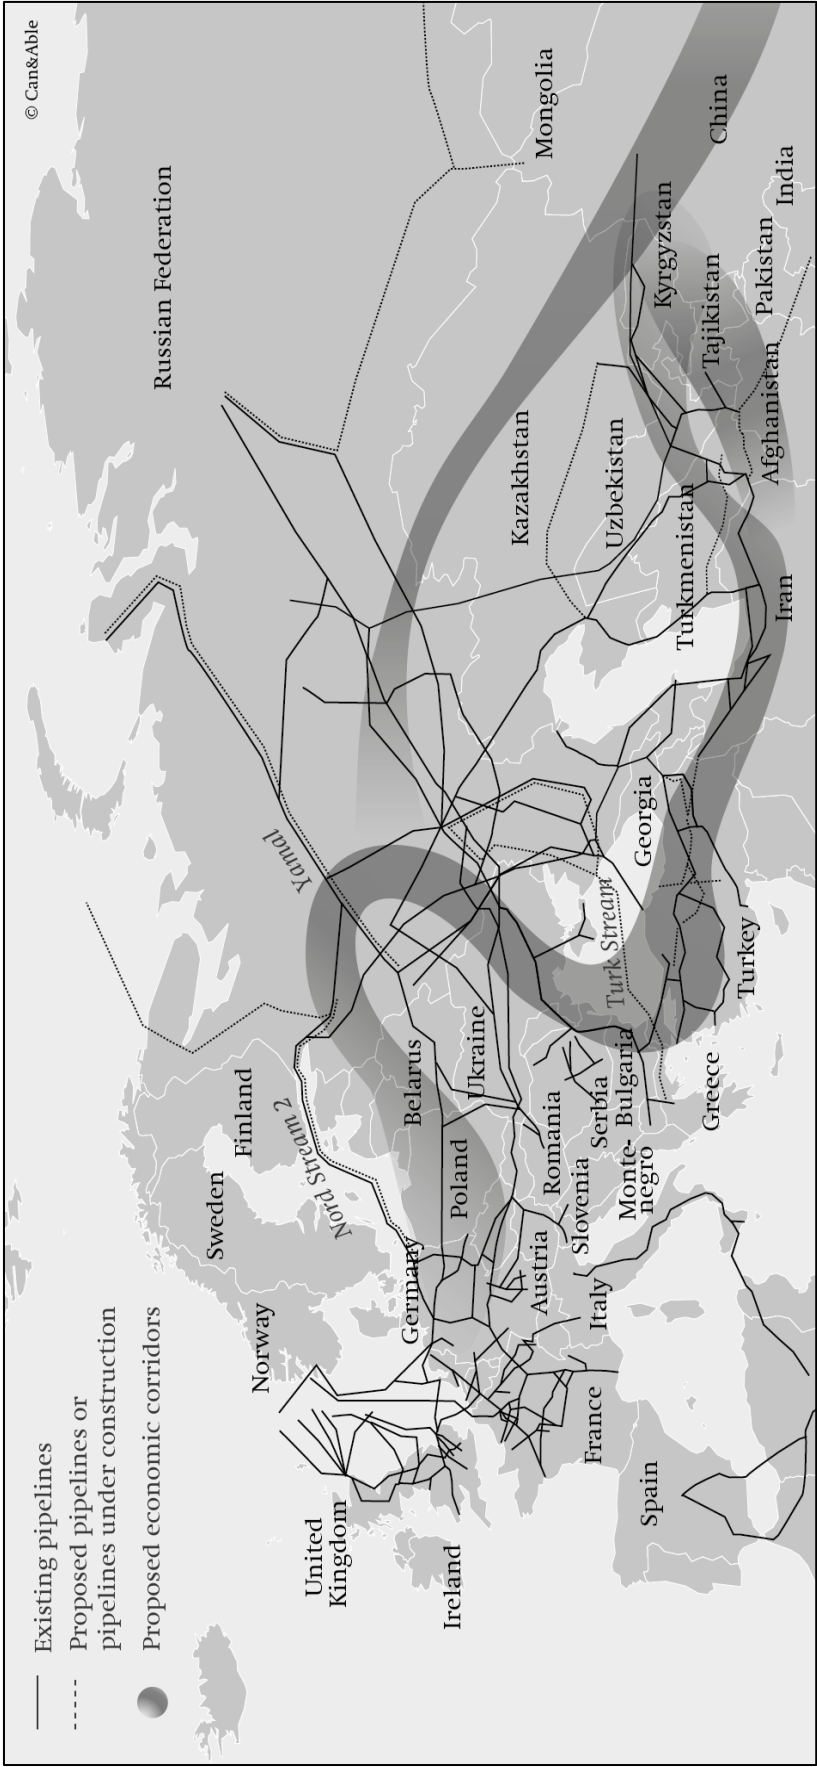 © Can&Able
Existing pipelines
Proposed pipelines or
pipelines under construction
Proposed economic corridors
Russian Federation
Yamal
Nord Stream 2
Norway
Sweden
Finland
United
Kingdom
Ireland
Germany
Poland
Belarus
Ukraine
Kazakhstan
Mongolia
China
Austria
Slovenia
Romania
Serbia
Bulgaria
Monte-
negro
Italy
France
Spain
Greece
Turk Stream
Turkey
Georgia
Uzbekistan
Turkmenistan
Kyrgyzstan
Tajikistan
Afghanistan
Pakistan
India
Iran